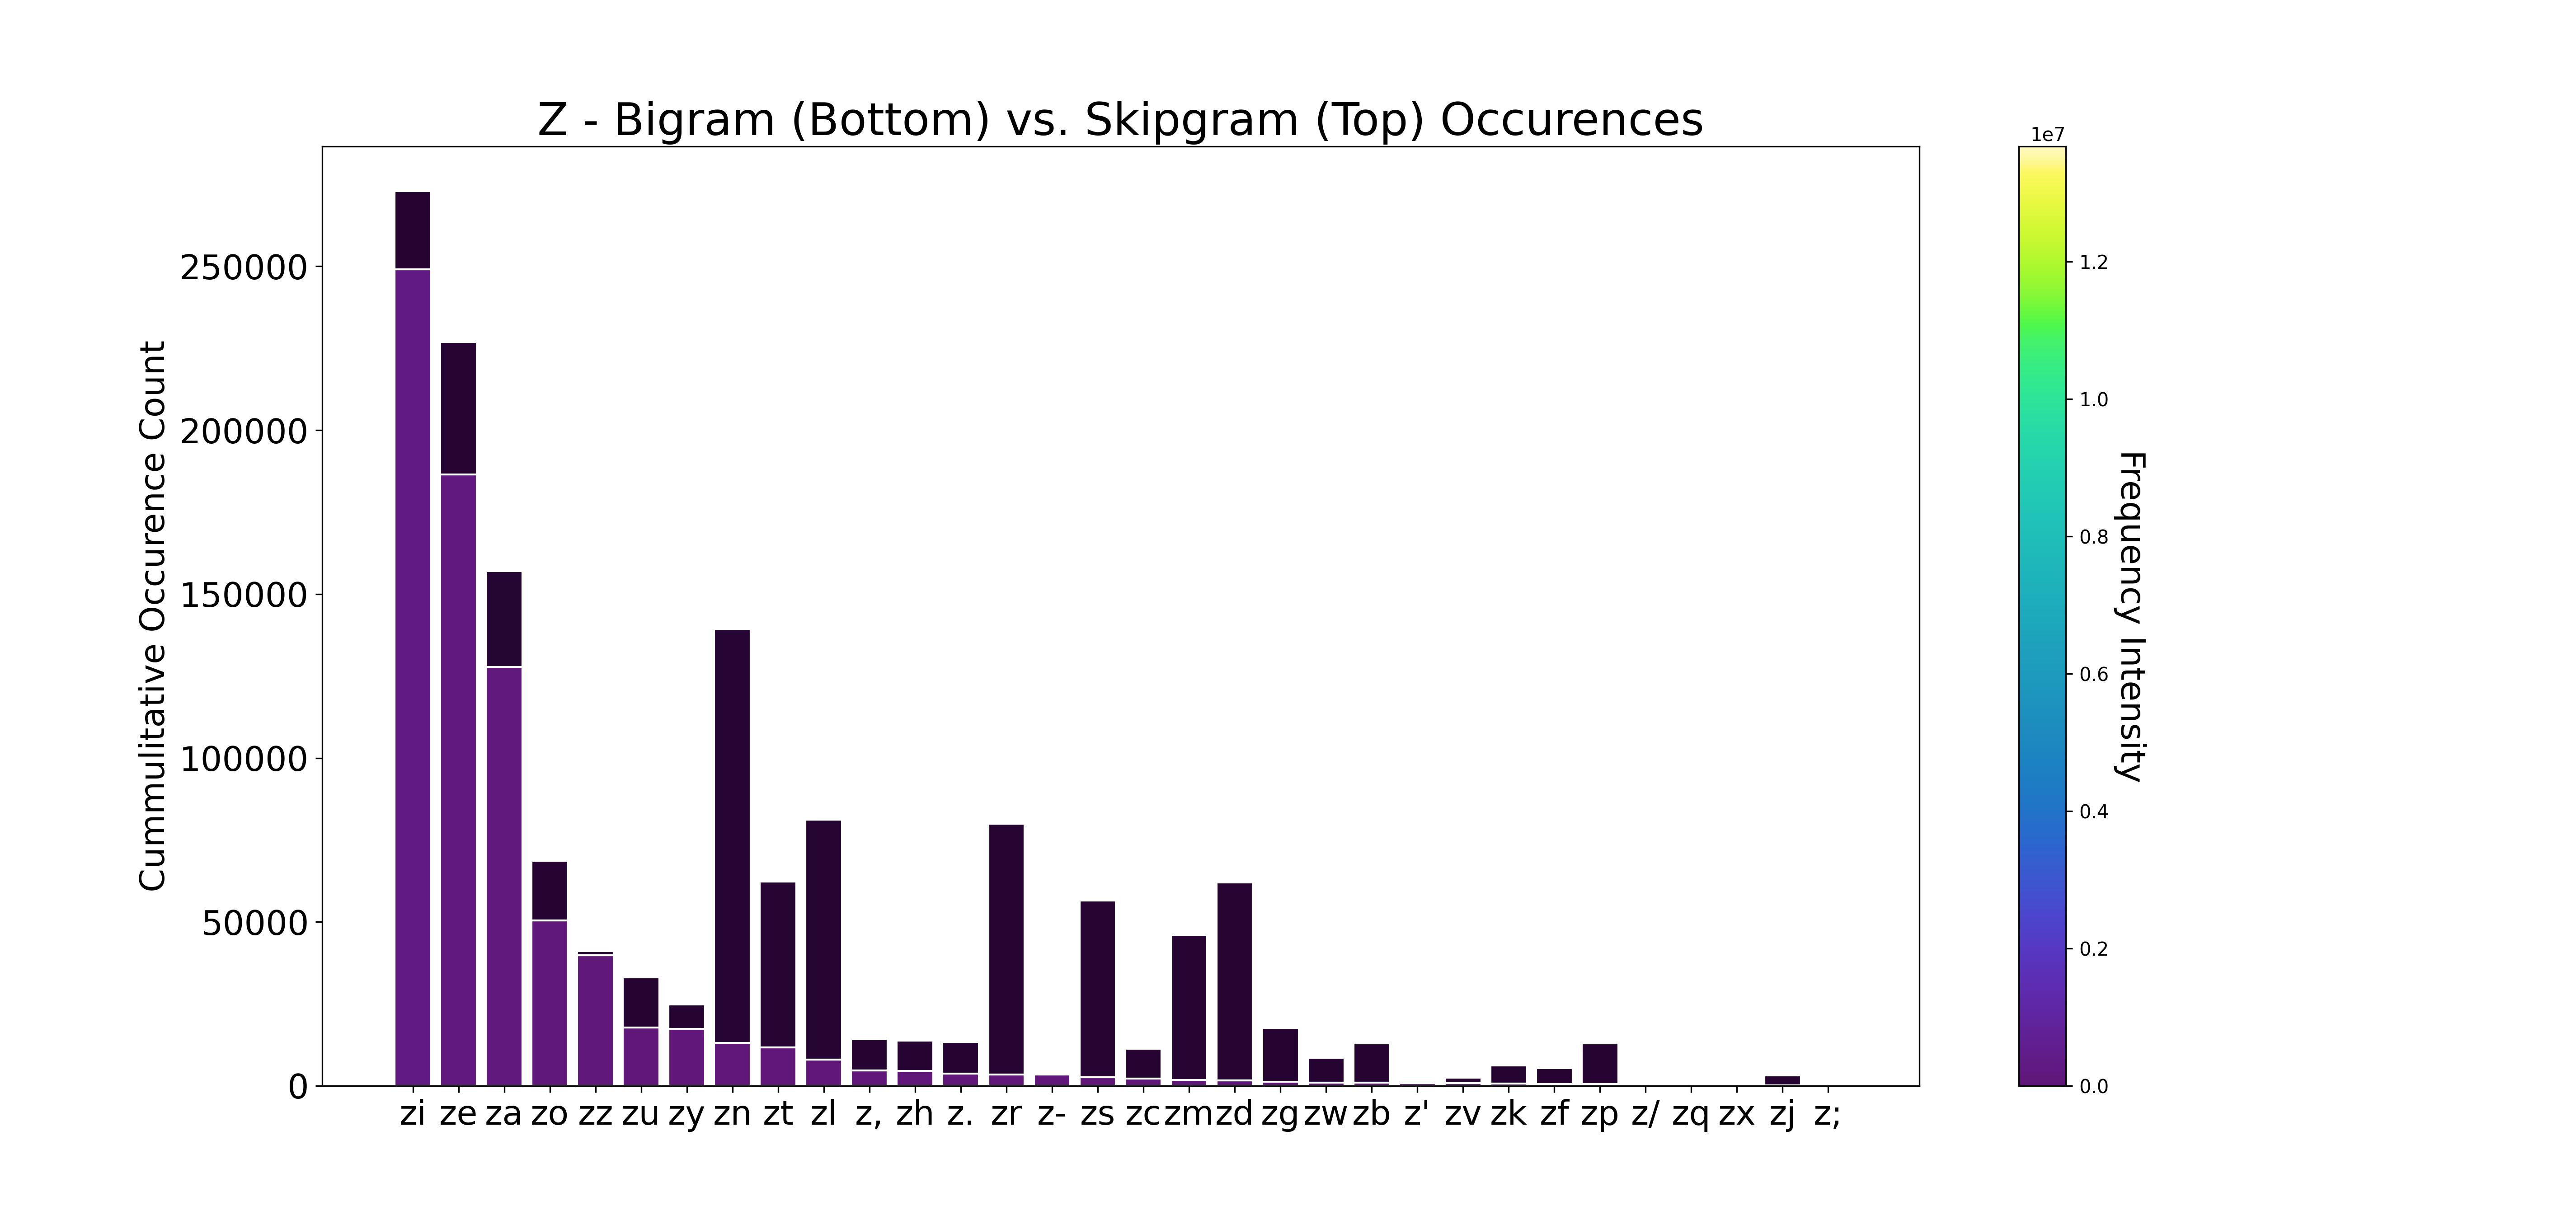 Z - Bigram (Bottom) vs. Skipgram (Top) Occurences
1e7
Cummulitative Occurence Count
250000
200000
150000
100000
50000
0
zi ze za zo zz zu zy zn zt zl z, zh z. zr z- zs zc zm zd zg zw zb z' zv zk zf zp z/ zq zx zj z;
1.2
1.0
0.8
0.6
0.4
0.2
0.0
Frequency Intensity